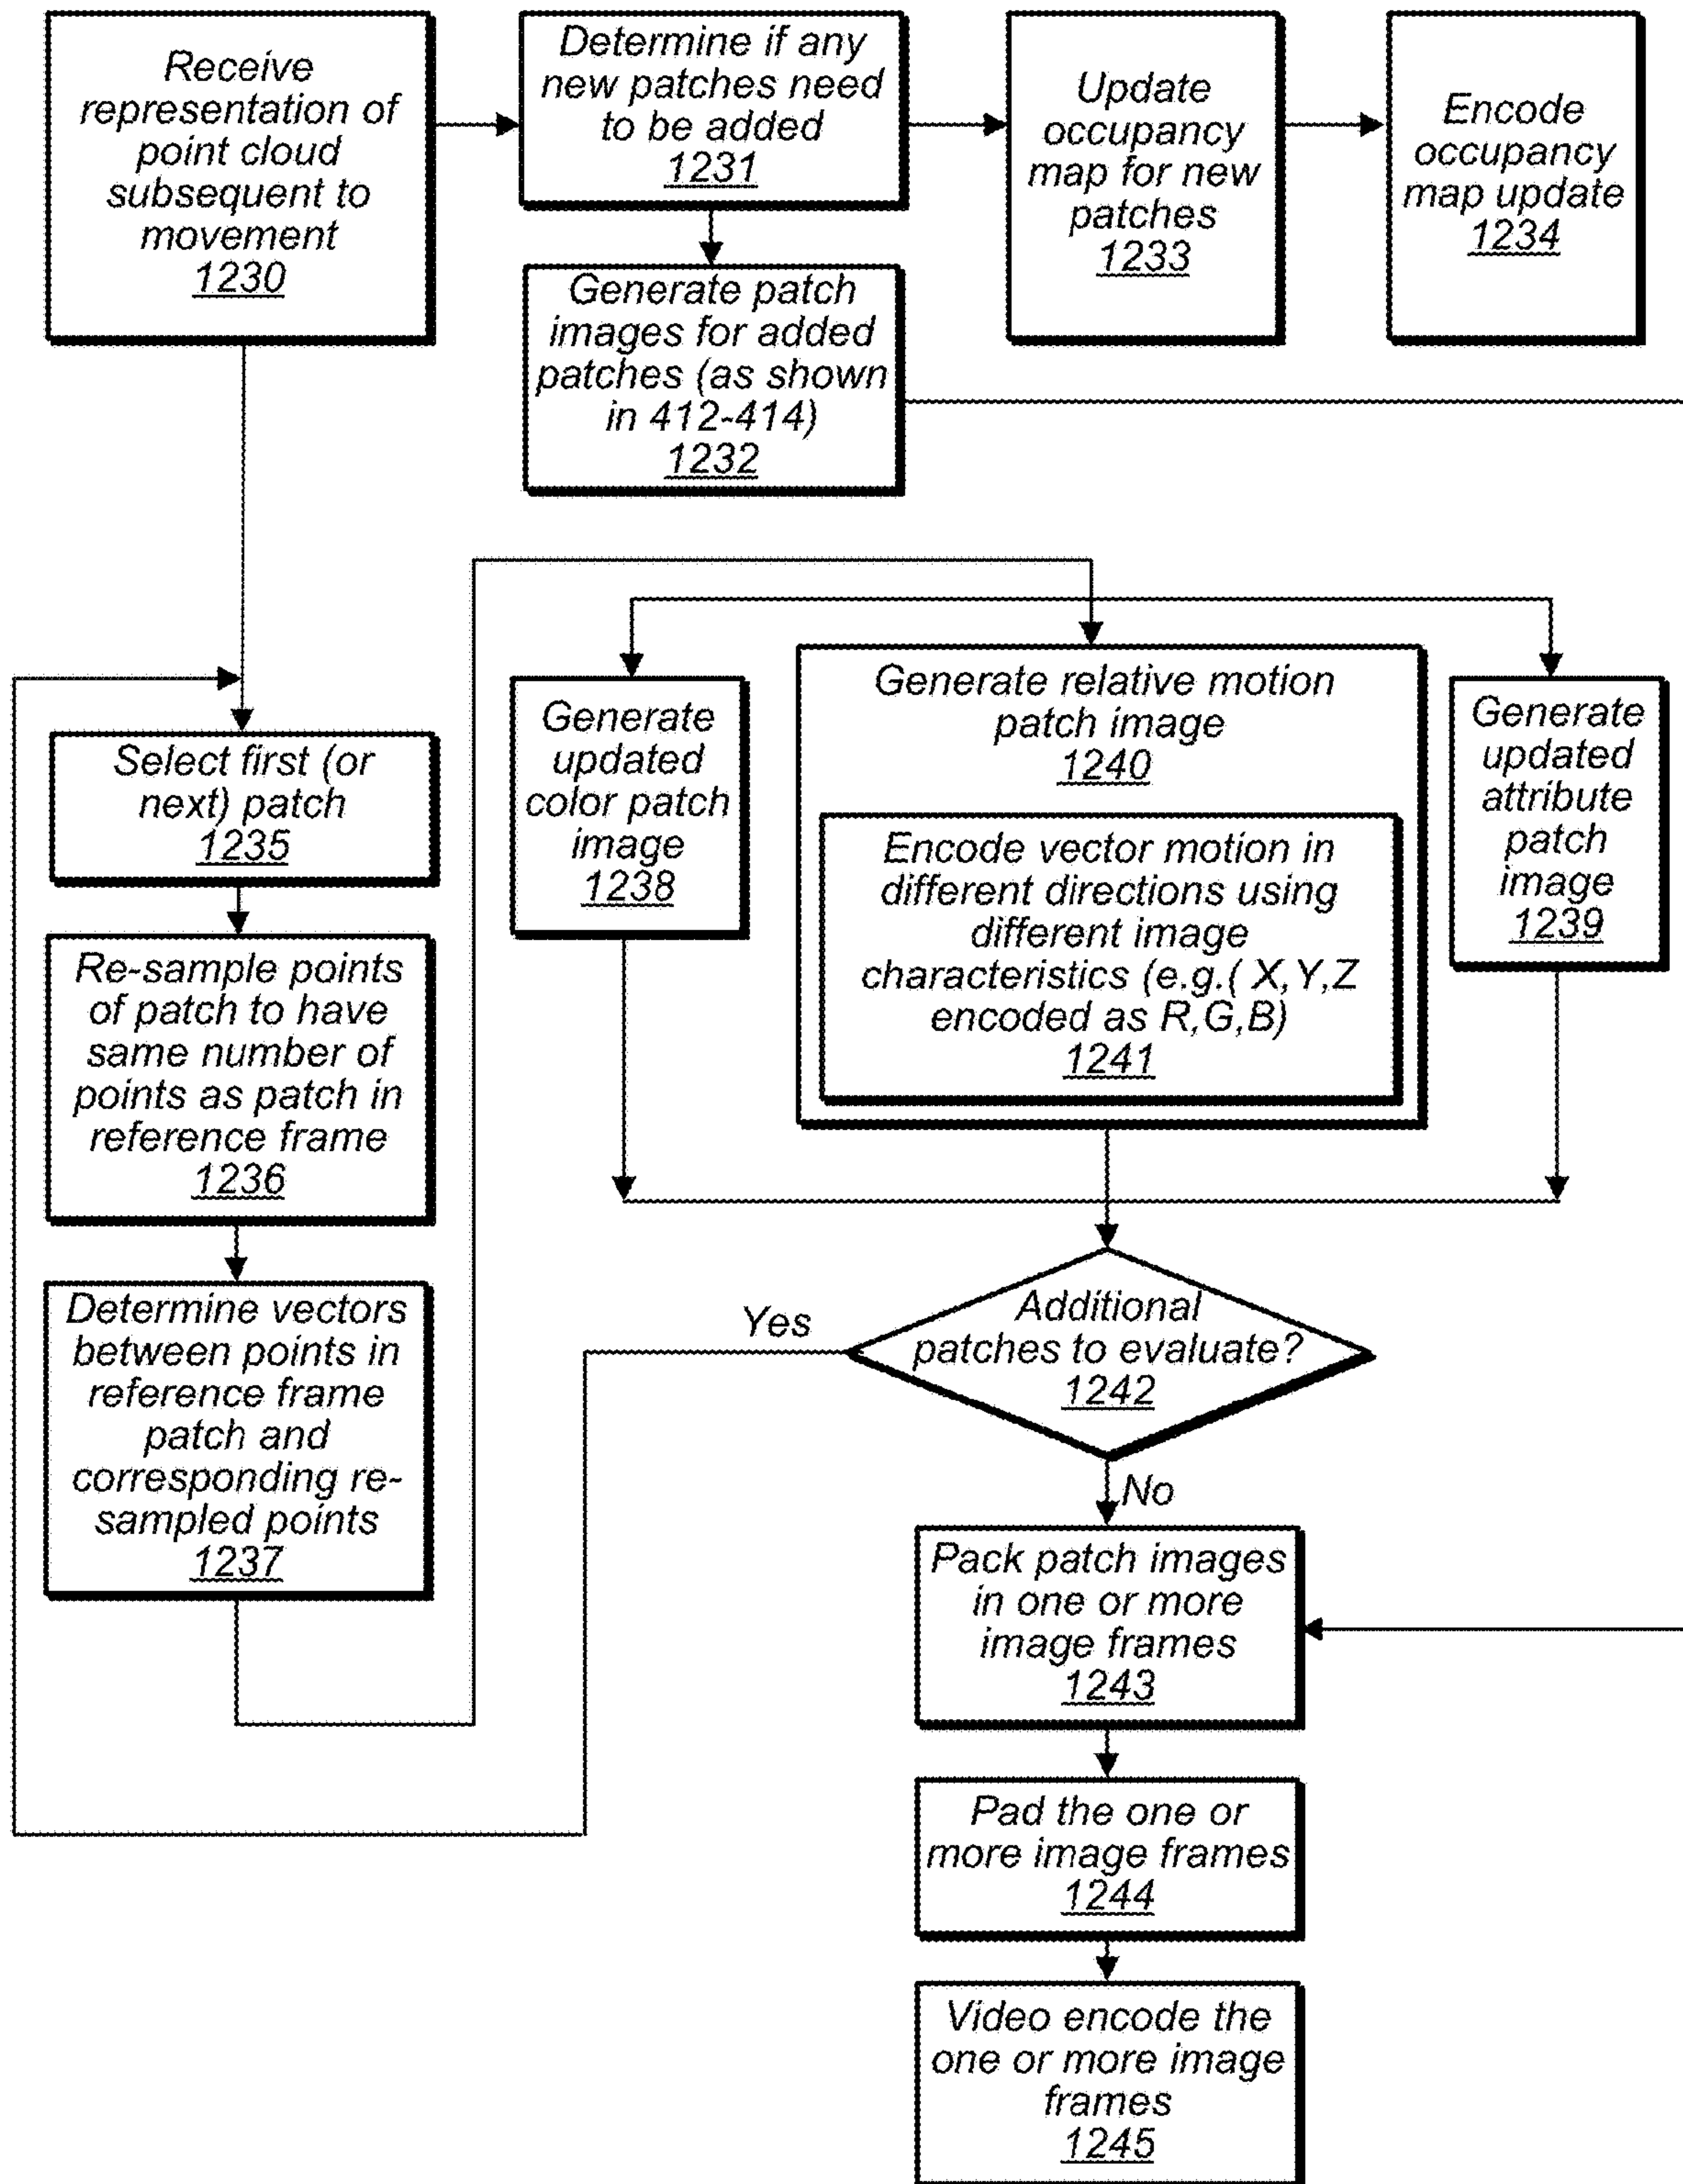 Receive
representation of
point cloud
subsequent to
movement
1230
Determine if any
new patches need
to be added
1231
Update
occupancy
map for new
patches
1233
Encode
occupancy
map update
1234
Generate patch
images for added
patches (as shown
in 412-414)
1232
Select first (or
next) patch
1235
Re-sample points
of patch to have
same number of
points as patch in
reference frame
1236
Determine vectors
between points in
reference frame
patch and
corresponding re-
sampled points
1237
Generate
updated
color patch
image
1238
Generate relative motion
patch image
1240
Encode vector motion in
different directions using
different image
characteristics (e.g.( X,Y,Z
encoded as R,G,B)
1241
Generate
updated
attribute
patch
image
1239
Additional
patches to evaluate?
1242
Yes
No
Pack patch images
in one or more
image frames
1243
Pad the one or
more image frames
1244
Video encode the
one or more image
frames
1245